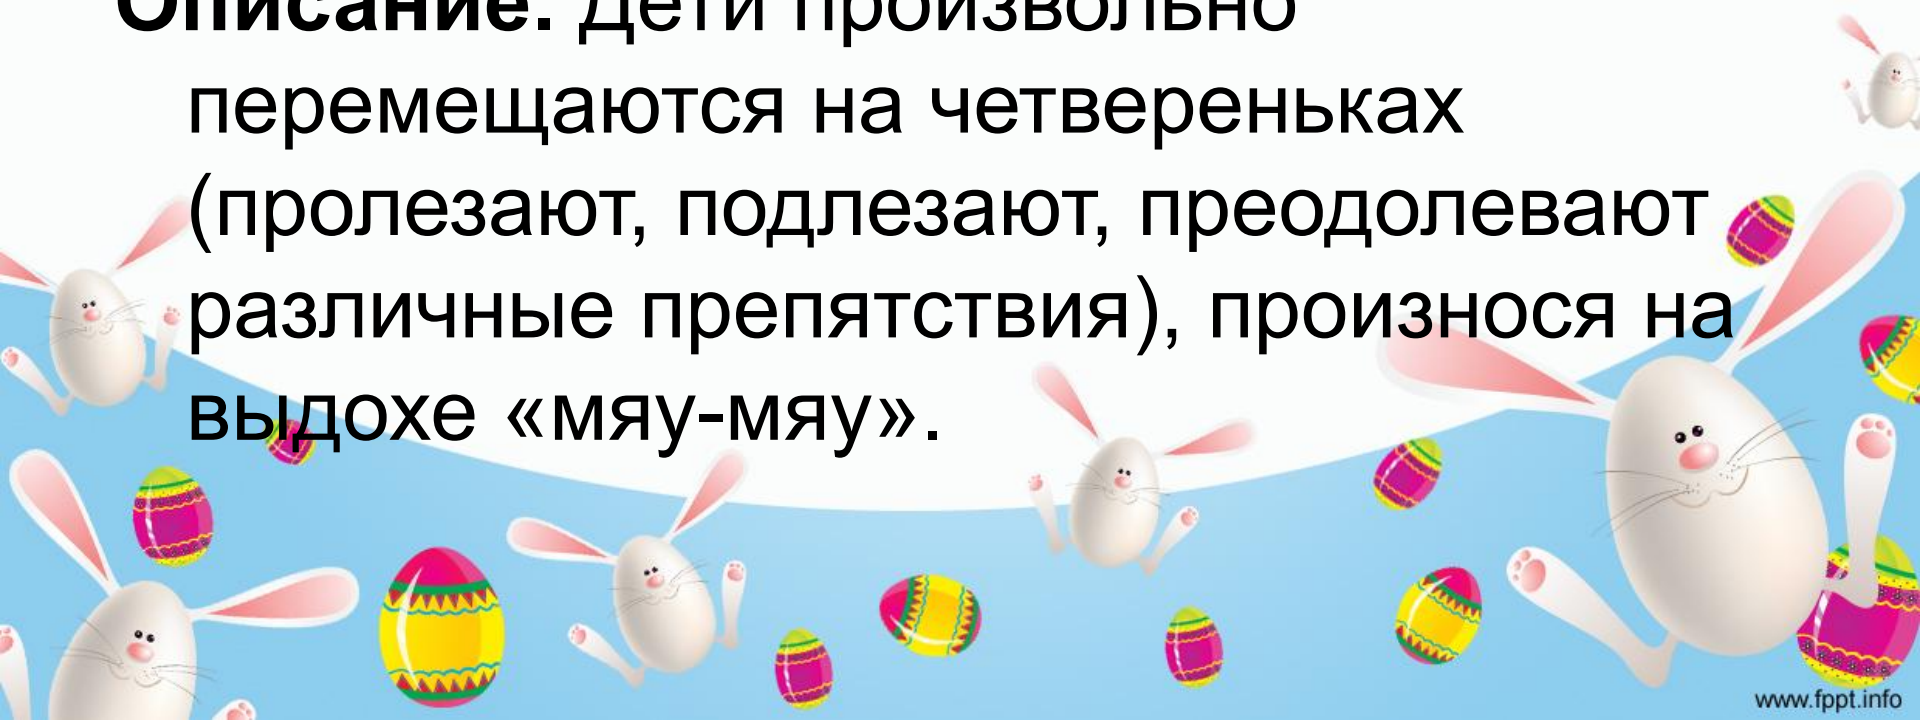 Описание. Дети произвольно
перемещаются на четвереньках
(пролезают, подлезают, преодолевают
различные препятствия), произнося на
выдохе «мяу-мяу».
www.fppt.info